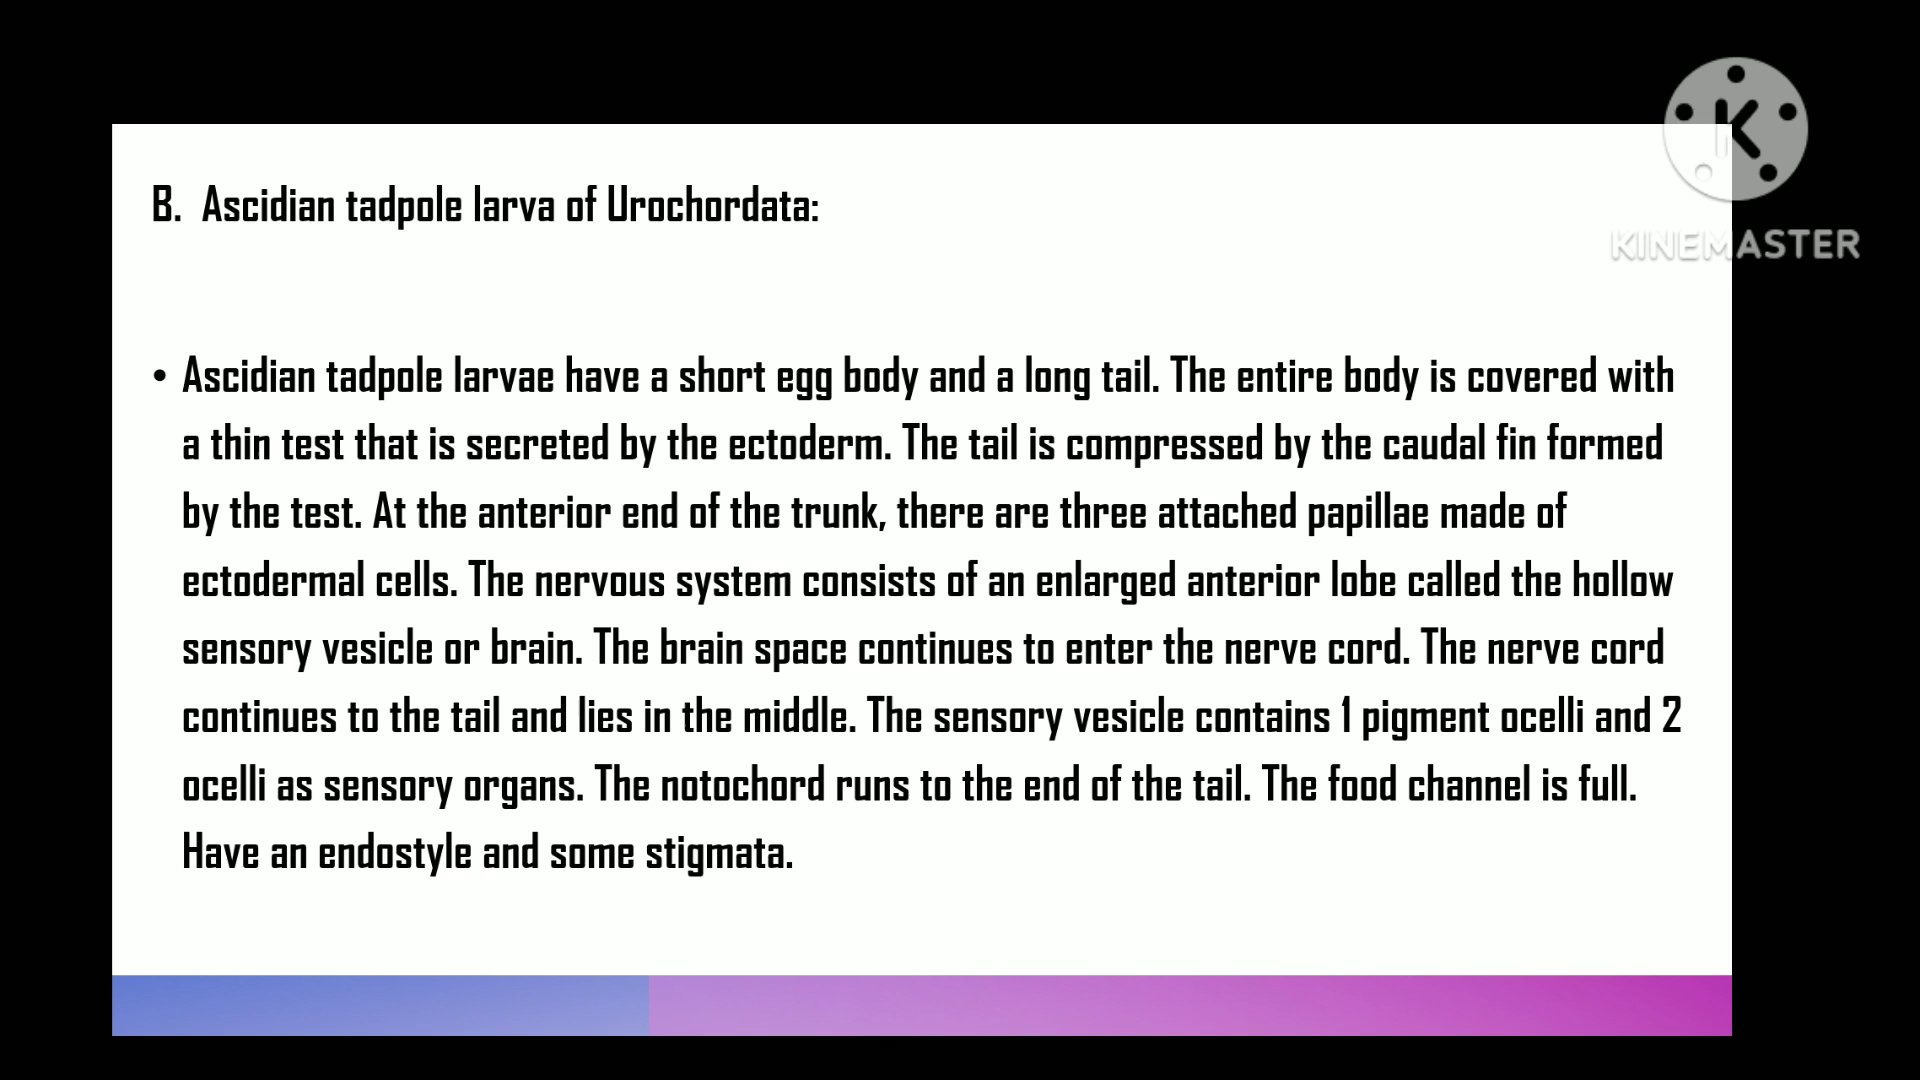 B. Ascidian tadpole larva of Urochordata:
KINEMASTER
• Ascidian tadpole larvae have a short egg body and a long tail. The entire body is covered with
a thin test that is secreted by the ectoderm. The tail is compressed by the caudal fin formed
by the test. At the anterior end of the trunk, there are three attached papillae made of
ectodermal cells. The nervous system consists of an enlarged anterior lobe called the hollow
sensory vesicle or brain. The brain space continues to enter the nerve cord. The nerve cord
continues to the tail and lies in the middle. The sensory vesicle contains 1 pigment ocelli and 2
ocelli as sensory organs. The notochord runs to the end of the tail. The food channel is full.
Have an endostyle and some stigmata.